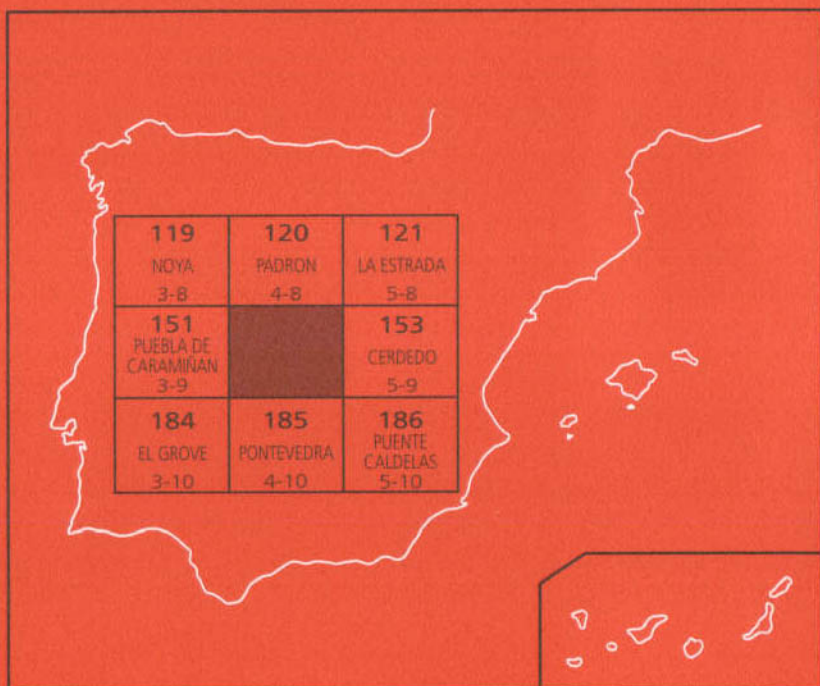 119
NOYA
3-8
120
PADRON
4-8
121
LA ESTRADA
5-8
151
PUEBLA DE
CARAMIÑAN
3-9
153
CERDEDO
5-9
184
EL GROVE
3-10
185
PONTEVEDRA
4-10
186
PUENTE
CALDELAS
5-10